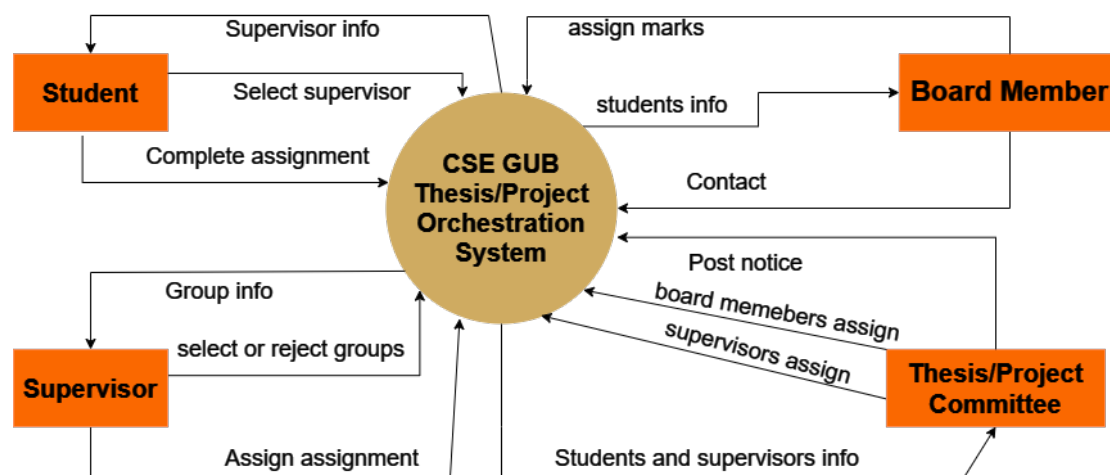 Supervisor info
assign marks
Student
Select supervisor
students info
Board Member
Complete assignment
CSE GUB
Thesis/Project
Orchestration
System
Contact
Group info
Post notice
board memebers assign
select or reject groups
supervisors assign
Supervisor
Thesis/Project
Committee
Assign assignment
Students and supervisors info